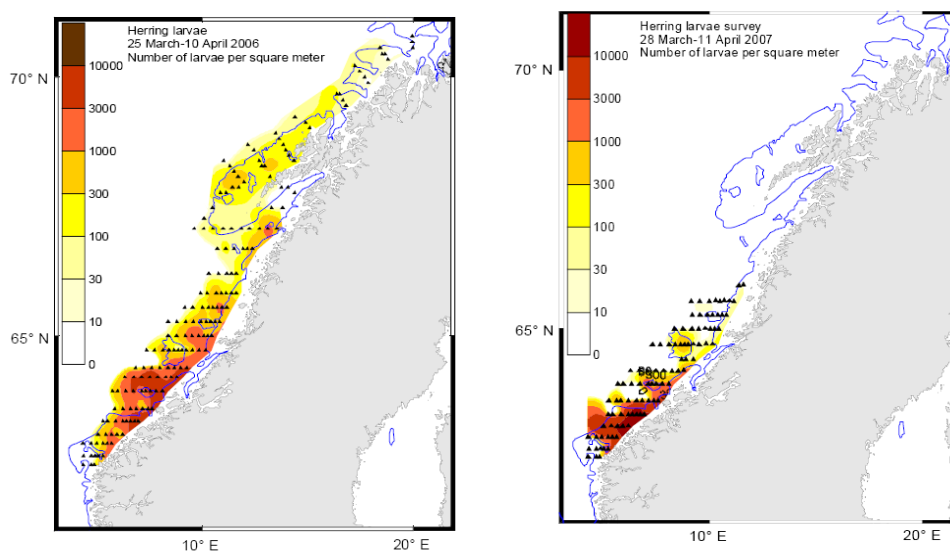 Herring larvae
25 March-10 April 2006
Number of larvae per square meter
70° N
10000
3000
1000
300
100
30
10
0
65° N
10° E
20° E
Herring larvae survey
28 March-11 April 2007
Number of larvae per square meter
70° N
10000
3000
1000
300
100
30
10
0
65° N
300
10° E
20° E